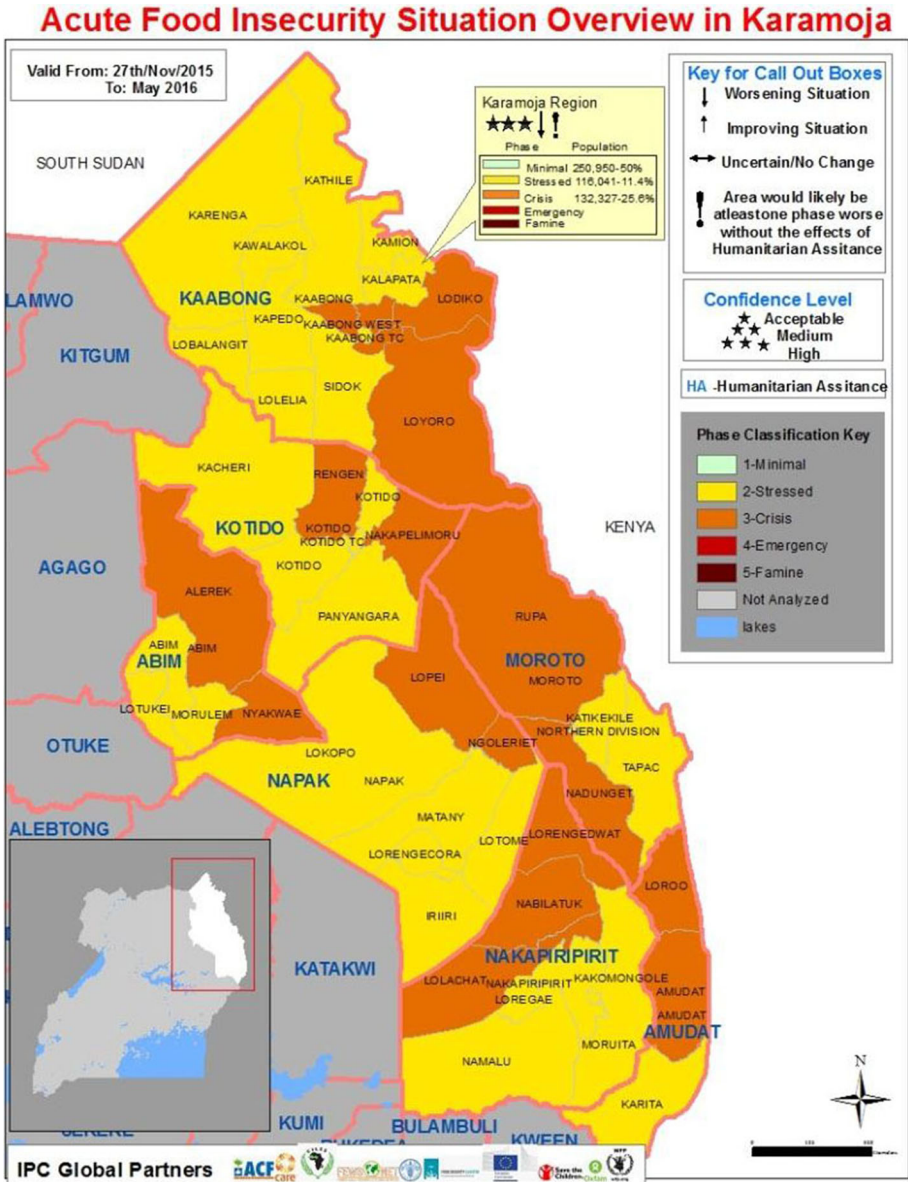 Acute Food Insecurity Situation Overview in Karamoja
Valid From: 27th/Nov/2015
To: May 2016
Karamoja Region
Phase Population
Minimal 250,950-50%
Stressed 116,041-11.4%
Crisis 132,327-25.6%
Emergency
Famine
Key for Call Out Boxes
Worsening Situation
Improving Situation
Uncertain/No Change
Area would likely be
atleastone phase worse
without the effects of
Humanitarian Assitance
Confidence Level
Acceptable
Medium
High
HA -Humanitarian Assitance
Phase Classification Key
1-Minimal
2-Stressed
3-Crisis
4-Emergency
5-Famine
Not Analyzed
lakes
SOUTH SUDAN
KATHILE
KARENGA
KAWALAKOL
KAMION
KALAPATA
LAMWO
KAABONG
KAABONG
LODIKO
KAPEDO
KAABONG WEST
KAABONG TC
KITGUM
LOBALANGIT
SIDOK
LOLELIA
LOYORO
KACHERI
RENGEN
KOTIDO
KENYA
KOTIDO
KOTIDO
NAKAPELIMORU
KOTIDO TC
AGAGO
KOTIDO
ALEREK
PANYANGARA
RUPA
ABIM
ABIM
ABIM
MOROTO
LOPEI
MOROTO
LOTUKEI
MORULEM
NYAKWAE
KATIKEKILE
NORTHERN DIVISION
OTUKE
LOKOPO
NGOLERIET
NAPAK
NAPAK
TAPAC
NADUNGET
MATANY
ALEBTONG
LOTOME
LORENGEDWAT
LORENGECORA
LOROO
NABILATUK
IRIIRI
KATAKWI
NAKAPIRIPIRIT
LOLACHAT
NAKAPIRIPIRIT
KAKOMONGOLE
LOREGAE
AMUDAT
AMUDAT
AMUDAT
MORUITA
NAMALU
KARITA
N
KUMI
BULAMBULI
KWEEN
IPC Global Partners
ACF
care
Save the
Children
Oxfam
WFP